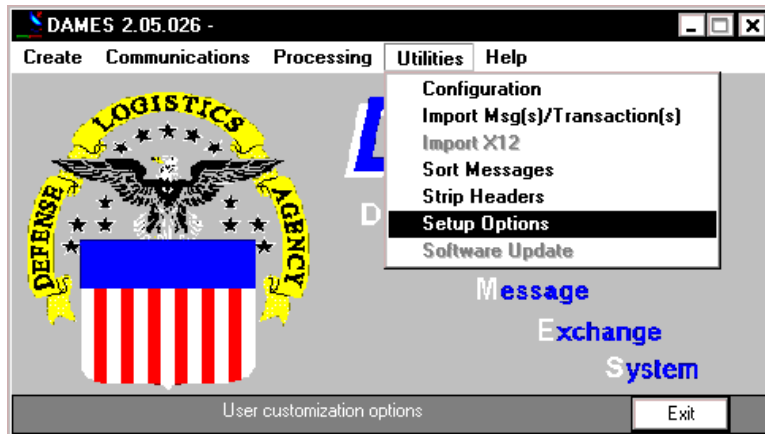 DAMES 2.05.026 -
Create Communications Processing Utilities Help
Configuration
Import Msg(s)/Transaction(s)
Import X12
Sort Messages
Strip Headers
Setup Options
Software Update
DEFENSE LOGISTICS AGENCY
D
D
Message
Exchange
System
User customization options
Exit